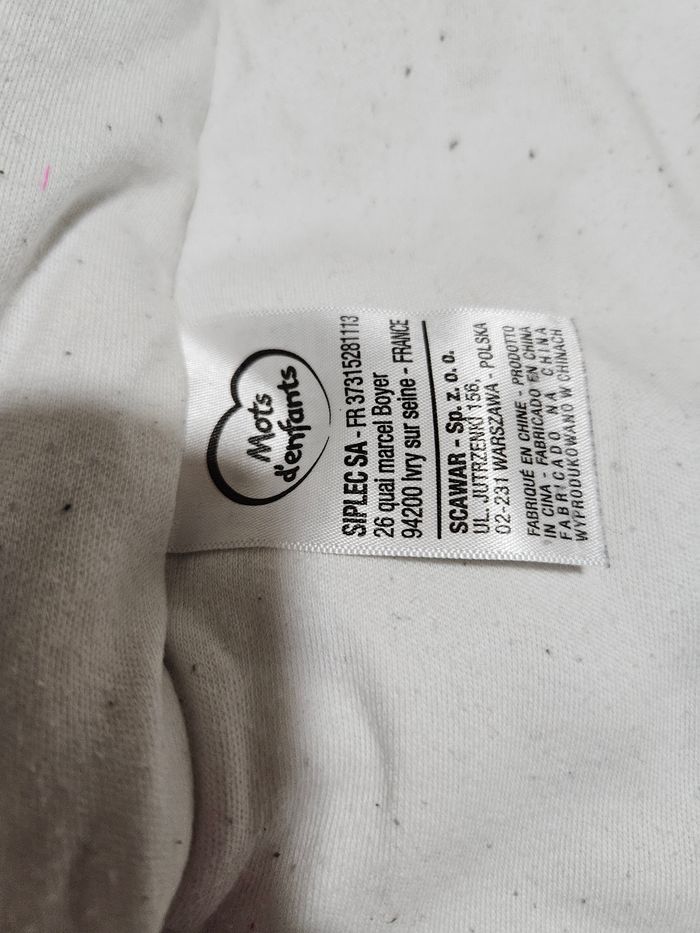 Mots
d'enfants
SIPLEC SA - FR 37315281113
26 quai marcel Boyer
94200 Ivry sur seine - FRANCE
SCAWAR - Sp. z. o. o.
UL. JUTRZENKI 156,
02-231 WARSZAWA - POLSKA
FABRIQUÉ EN CHINE - PRODOTTO
IN CINA - FABRICADO EN CHINA
FABRICADO NA CHINA
WYPRODUKOWANO W CHINACH